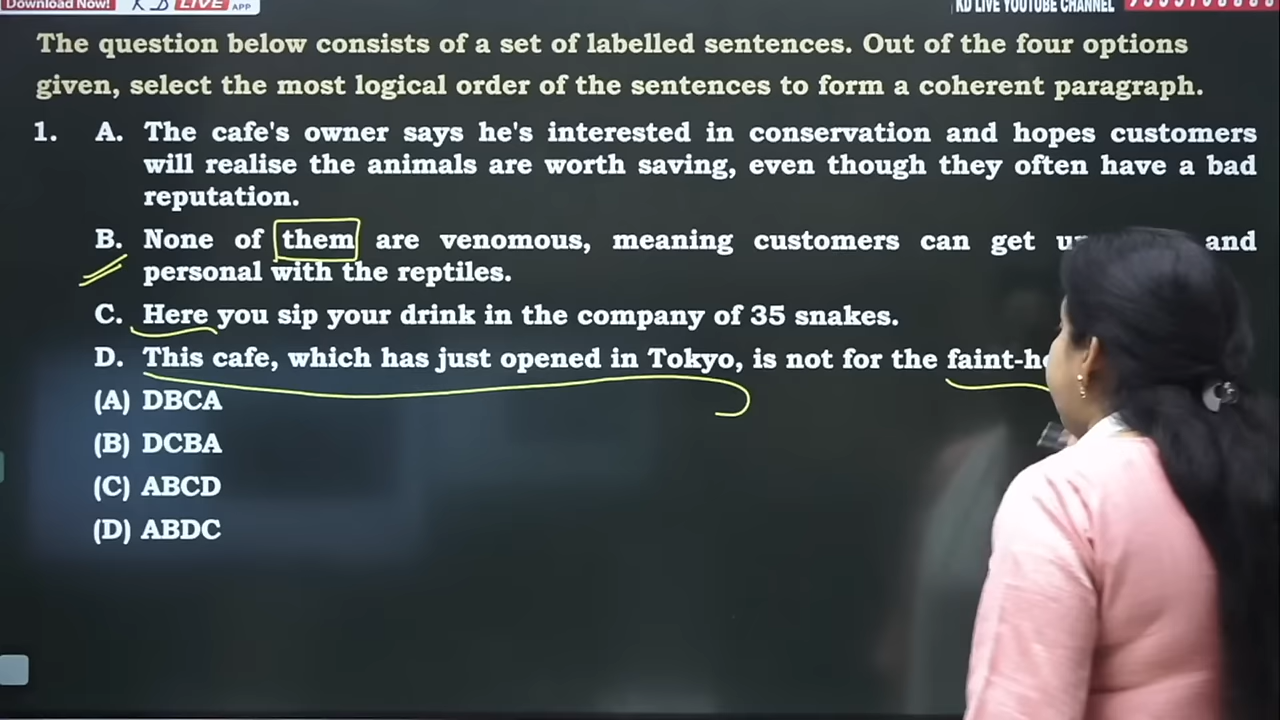 Download Now! KD LIVE APP
KD LIVE YOUTUBE CHANNEL
The question below consists of a set of labelled sentences. Out of the four options
given, select the most logical order of the sentences to form a coherent paragraph.
1. A. The cafe's owner says he's interested in conservation and hopes customers
will realise the animals are worth saving, even though they often have a bad
reputation.
B. None of them are venomous, meaning customers can get and
personal with the reptiles.
C. Here you sip your drink in the company of 35 snakes.
D. This cafe, which has just opened in Tokyo, is not for the
(A) DBCA
(B) DCBA
(C) ABCD
(D) ABDC